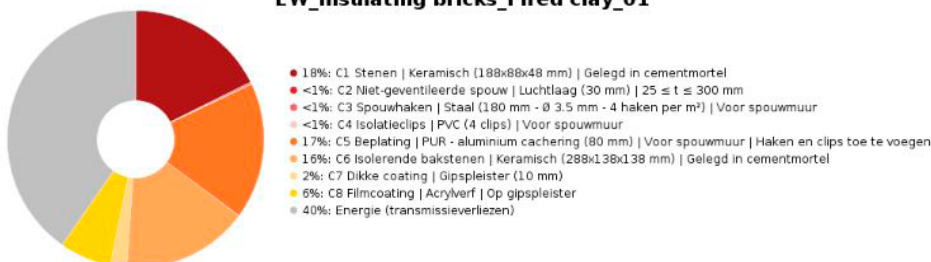 EW_insulating bricks_Fired clay_01
18%: C1 Stenen | Keramisch (188x88x48 mm) | Gelegd in cementmortel
<1%: C2 Niet-geventileerde spouw | Luchtlaag (30 mm) | 25 ≤ t ≤ 300 mm
<1%: C3 Spouwhaken | Staal (180 mm - Ø 3.5 mm - 4 haken per m²) | Voor spouwmuur
<1%: C4 Isolatieclips | PVC (4 clips) | Voor spouwmuur
17%: C5 Beplating | PUR - aluminium cachering (80 mm) | Voor spouwmuur | Haken en clips toe te voegen
16%: C6 Isolerende bakstenen | Keramisch (288x138x138 mm) | Gelegd in cementmortel
2%: C7 Dikke coating | Gipspleister (10 mm)
6%: C8 Filmcoating | Acrylverf | Op gipspleister
40%: Energie (transmissieverliezen)